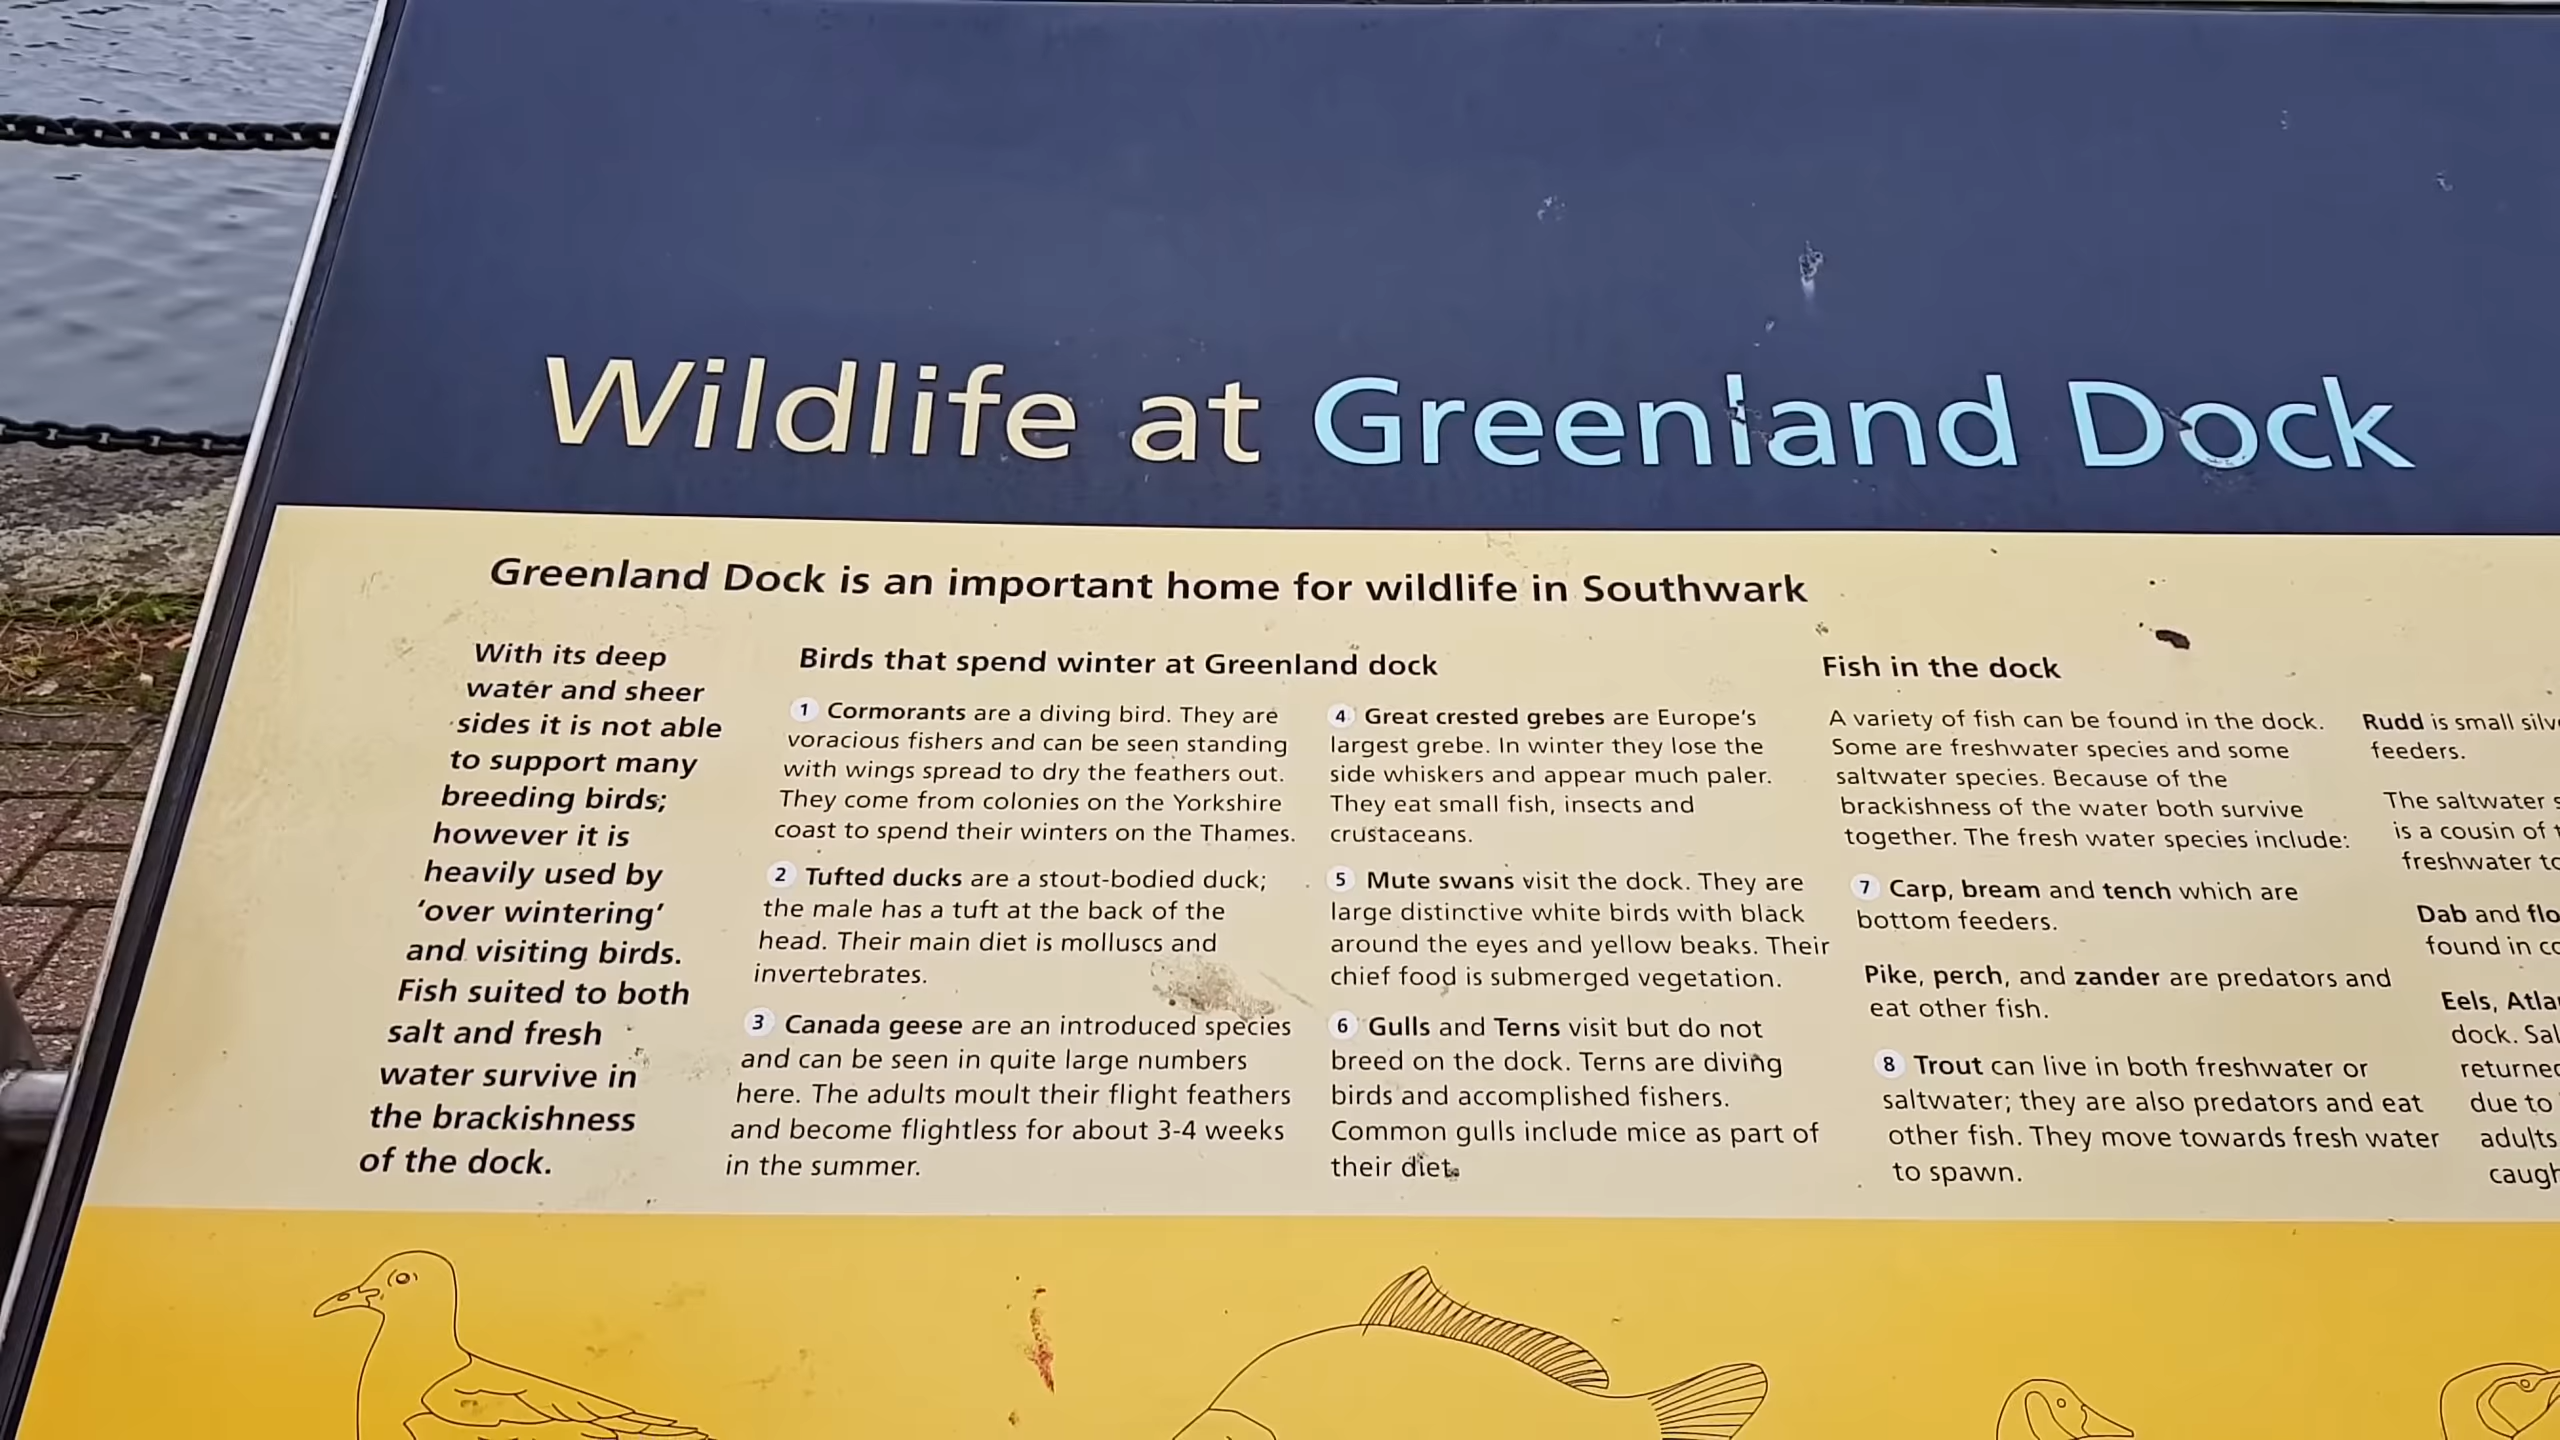 Wildlife at Greenland Dock
Greenland Dock is an important home for wildlife in Southwark
With its deep
water and sheer
sides it is not able
to support many
breeding birds;
however it is
heavily used by
‘over wintering’
and visiting birds.
Fish suited to both
salt and fresh
water survive in
the brackishness
of the dock.
Birds that spend winter at Greenland dock
1 Cormorants are a diving bird. They are
voracious fishers and can be seen standing
with wings spread to dry the feathers out.
They come from colonies on the Yorkshire
coast to spend their winters on the Thames.
2 Tufted ducks are a stout-bodied duck;
the male has a tuft at the back of the
head. Their main diet is molluscs and
invertebrates.
3 Canada geese are an introduced species
and can be seen in quite large numbers
here. The adults moult their flight feathers
and become flightless for about 3-4 weeks
in the summer.
4 Great crested grebes are Europe's
largest grebe. In winter they lose the
side whiskers and appear much paler.
They eat small fish, insects and
crustaceans.
5 Mute swans visit the dock. They are
large distinctive white birds with black
around the eyes and yellow beaks. Their
chief food is submerged vegetation.
6 Gulls and Terns visit but do not
breed on the dock. Terns are diving
birds and accomplished fishers.
Common gulls include mice as part of
their diet.
Fish in the dock
A variety of fish can be found in the dock.
Some are freshwater species and some
saltwater species. Because of the
brackishness of the water both survive
together. The fresh water species include:
7 Carp, bream and tench which are
bottom feeders.
Pike, perch, and zander are predators and
eat other fish.
8 Trout can live in both freshwater or
saltwater; they are also predators and eat
other fish. They move towards fresh water
to spawn.
Rudd is small
feeders.
The saltwater
is a cousin of
freshwater
Dab and
found in
Eels,
dock.
due to
adults